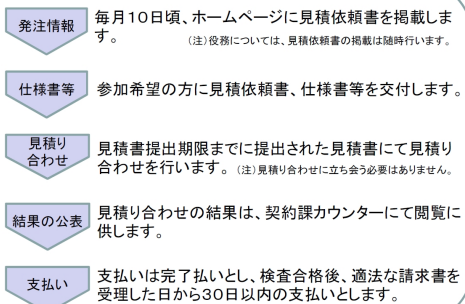 発注情報
毎月10日頃、ホームページに見積依頼書を掲載しま
す。 (注)役務については、見積依頼書の掲載は随時行います。
仕様書等
参加希望の方に見積依頼書、仕様書等を交付します。
見積り
合わせ
見積書提出期限までに提出された見積書にて見積り
合わせを行います。(注)見積り合わせに立ち会う必要はありません。
結果の公表
見積り合わせの結果は、契約課カウンターにて閲覧に
供します。
支払い
支払いは完了払いとし、検査合格後、適法な請求書を
受理した日から30日以内の支払いとします。